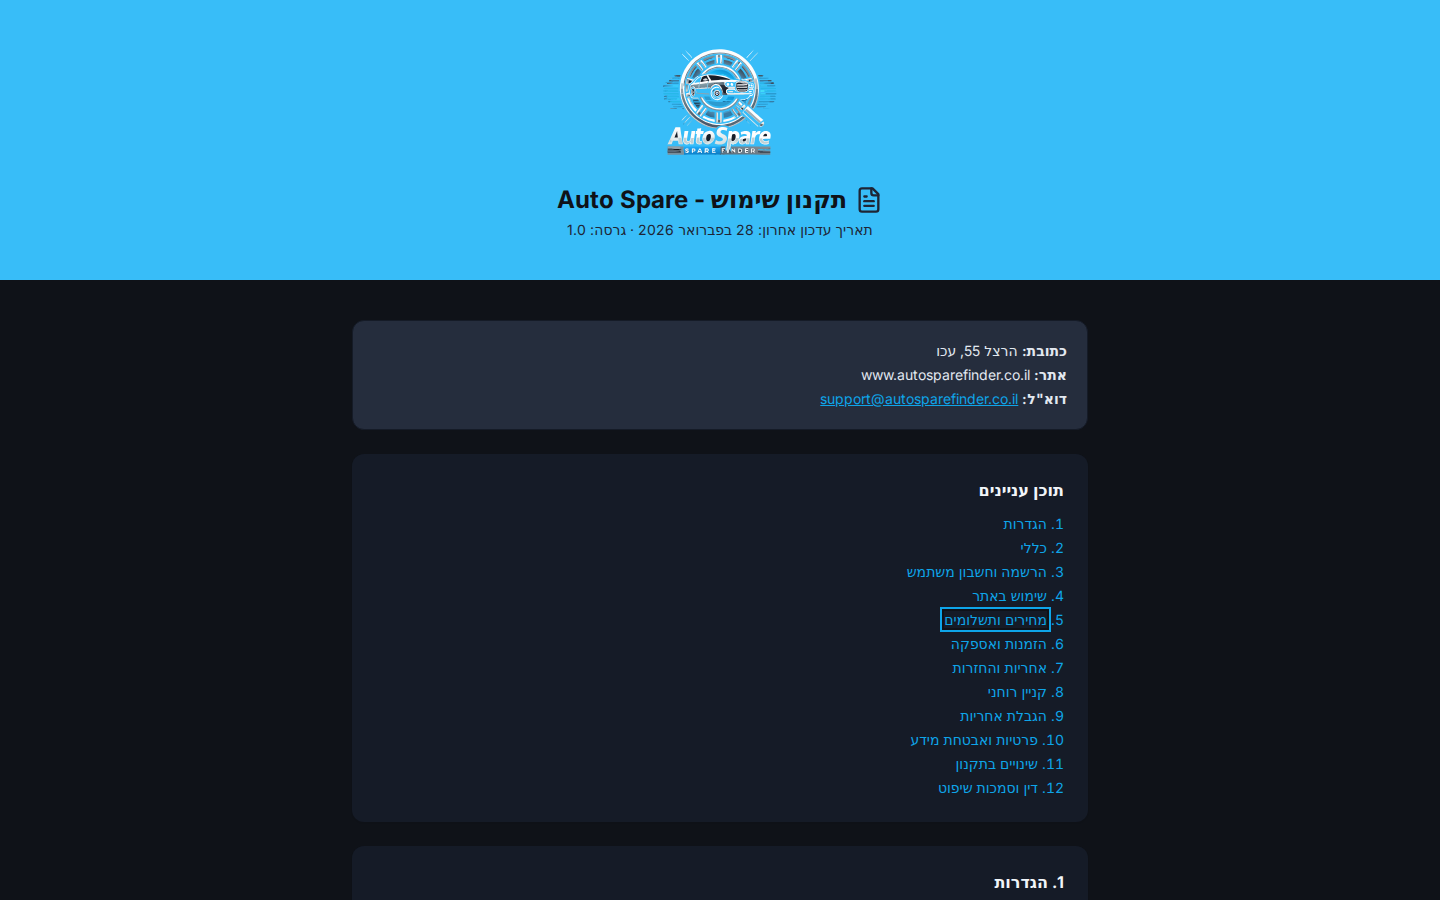 AutoSpare
SPARE FINDER
תקנון שימוש - Auto Spare
תאריך עדכון אחרון: 28 בפברואר 2026 · גרסה: 1.0
כתובת: הרצל 55, עכו
אתר: www.autosparefinder.co.il
דוא"ל: support@autosparefinder.co.il
תוכן עניינים
1. הגדרות
2. כללי
3. הרשמה וחשבון משתמש
4. שימוש באתר
5. מחירים ותשלומים
6. הזמנות ואספקה
7. אחריות והחזרות
8. קניין רוחני
9. הגבלת אחריות
10. פרטיות ואבטחת מידע
11. שינויים בתקנון
12. דין וסמכות שיפוט
1. הגדרות